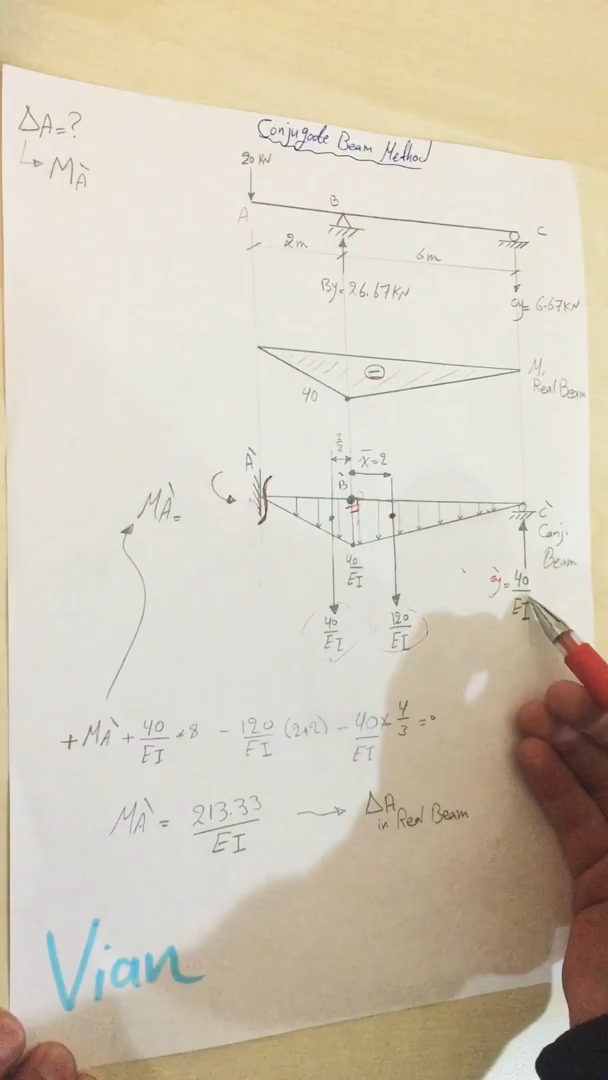 ΔA=?
↳ MA'
Conjugate Beam Method
20 KN
A
B
C
2m
6m
By=26.67KN
cy=6.67KN
⊖
40
M,
Real Beam
2/3
x̄=2
A'
B'
C'
Conj.
Beam
MA'=
40/EI
cy'=40/EI
40/EI
120/EI
+MA'+40/EI*8 - 120/EI (2+2) - 40/EI × 4/3 =0
MA' = 213.33/EI → ΔA
in Real Beam
Vian